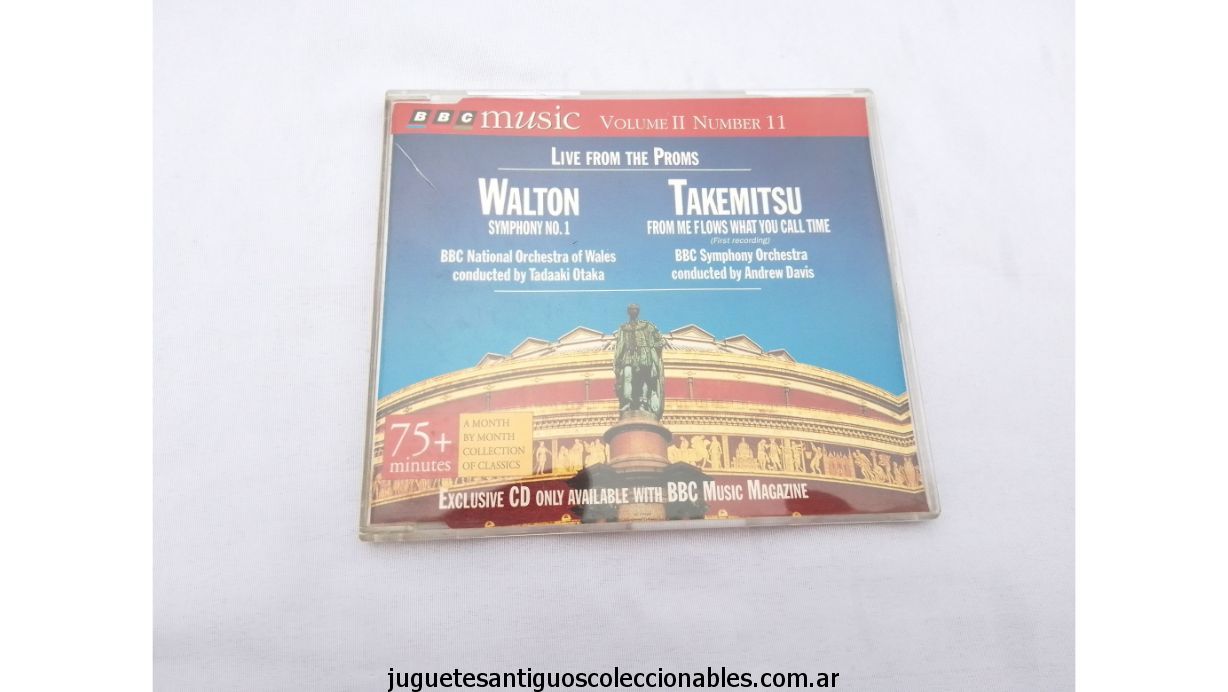 BBC music VOLUME II NUMBER 11
LIVE FROM THE PROMS
WALTON
SYMPHONY NO. 1
BBC National Orchestra of Wales
conducted by Tadaaki Otaka
TAKEMITSU
FROM ME FLOWS WHAT YOU CALL TIME
(First recording)
BBC Symphony Orchestra
conducted by Andrew Davis
75+
minutes
A MONTH
BY MONTH
COLLECTION
OF CLASSICS
EXCLUSIVE CD ONLY AVAILABLE WITH BBC MUSIC MAGAZINE
juguetesantiguoscoleccionables.com.ar